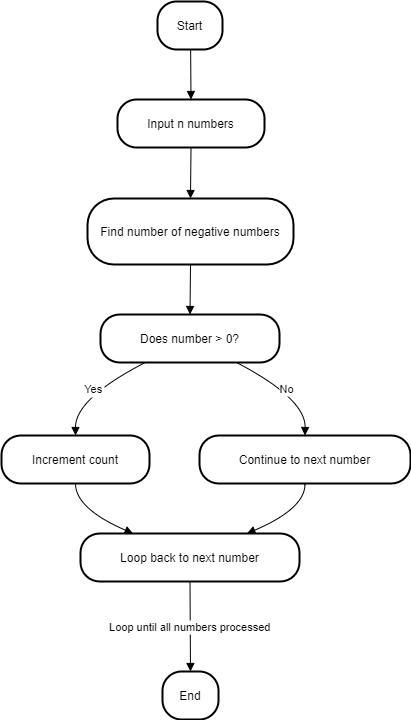 Start
Input n numbers
Find number of negative numbers
Does number > 0?
Yes
No
Increment count
Continue to next number
Loop back to next number
Loop until all numbers processed
End